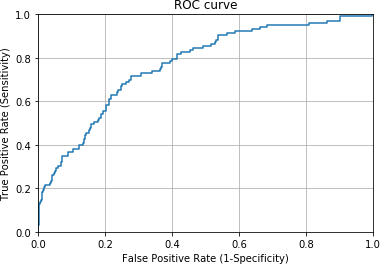 ROC curve
True Positive Rate (Sensitivity)
1.0
0.8
0.6
0.4
0.2
0.0
0.0 0.2 0.4 0.6 0.8 1.0
False Positive Rate (1-Specificity)